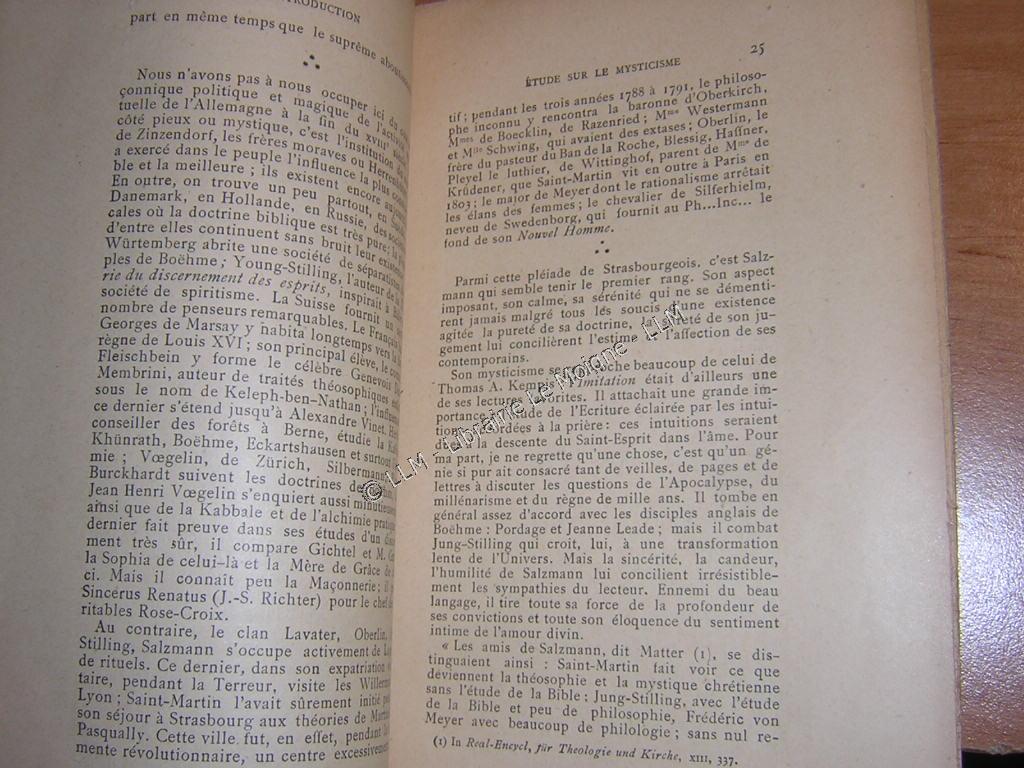 INTRODUCTION
part en même temps que le suprême
Nous n'avons pas à nous occuper ici du
çonnique politique et magique de l'activité
tuelle de l'Allemagne à la fin du XVIIIe
côté pieux ou mystique, c'est l'institution
de Zinzendorf, les frères moraves ou
a exercé dans le peuple l'influence la plus
ble et la meilleure ; ils existent encore
En outre, on trouve un peu partout, en
Danemark, en Hollande, en Russie, des
cales où la doctrine biblique est très pure;
d'entre elles continuent sans bruit leur
Würtemberg abrite une société de
ples de Boëhme ; Young-Stilling, l'auteur de la
rie du discernement des esprits, inspirait à
société de spiritisme. La Suisse fournit un
nombre de penseurs remarquables. Le
Georges de Marsay y habita longtemps vers la
règne de Louis XVI ; son principal élève, le
Fleischbein y forme le célèbre Genevois
Membrini, auteur de traités théosophiques
sous le nom de Keleph-ben-Nathan ;
ce dernier s'étend jusqu'à Alexandre Vinet.
conseiller des forêts à Berne, étudie la
Khünrath, Boëhme, Eckartshausen et surtout
mie ; Vœgelin, de Zürich, Silbermann
Burckhardt suivent les doctrines de
Jean Henri Vœgelin s'enquiert aussi
ainsi que de la Kabbale et de l'alchimie
dernier fait preuve dans ses études d'un
ment très sûr, il compare Gichtel et M.
la Sophia de celui-là et la Mère de Grâce de
ci. Mais il connaît peu la Maçonnerie;
Sincerus Renatus (J.-S. Richter) pour le chef
ritables Rose-Croix.
Au contraire, le clan Lavater, Oberlin,
Stilling, Salzmann s'occupe activement de
de rituels. Ce dernier, dans son expatriation
taire, pendant la Terreur, visite les
Lyon ; Saint-Martin l'avait sûrement initié
son séjour à Strasbourg aux théories de
Pasqually. Cette ville fut, en effet, pendant
mente révolutionnaire, un centre
ÉTUDE SUR LE MYSTICISME 25
tif ; pendant les trois années 1788 à 1791, le philoso-
phe inconnu y rencontra la baronne d'Oberkirch,
Mmes de Boecklin, de Razenried ; Mme Westermann
et Mlle Schwing, qui avaient des extases ; Oberlin, le
frère du pasteur du Ban de la Roche, Blessig, Haffner,
Pleyel le luthier, de Wittinghof, parent de Mme de
Krüdener, que Saint-Martin vit en outre à Paris en
1803 ; le major de Meyer dont le rationalisme arrêtait
les élans des femmes ; le chevalier de Silferhielm,
neveu de Swedenborg, qui fournit au Ph...Inc... le
fond de son Nouvel Homme.
Parmi cette pléiade de Strasbourgeois, c'est Salz-
mann qui semble tenir le premier rang. Son aspect
imposant, son calme, sa sérénité qui ne se démenti-
rent jamais malgré tous les soucis d'une existence
agitée la pureté de sa doctrine, la sûreté de son ju-
gement lui concilièrent l'estime et l'affection de ses
contemporains.
Son mysticisme se rapproche beaucoup de celui de
Thomas A. Kempis ; l'Imitation était d'ailleurs une
de ses lectures favorites. Il attachait une grande im-
portance à l'étude de l'Ecriture éclairée par les intui-
tions accordées à la prière: ces intuitions seraient
dues à la descente du Saint-Esprit dans l'âme. Pour
ma part, je ne regrette qu'une chose, c'est qu'un gé-
nie si pur ait consacré tant de veilles, de pages et de
lettres à discuter les questions de l'Apocalypse, du
millénarisme et du règne de mille ans. Il tombe en
général assez d'accord avec les disciples anglais de
Boëhme : Pordage et Jeanne Leade ; mais il combat
Jung-Stilling qui croit, lui, à une transformation
lente de l'Univers. Mais la sincérité, la candeur,
l'humilité de Salzmann lui concilient irrésistible-
ment les sympathies du lecteur. Ennemi du beau
langage, il tire toute sa force de la profondeur de
ses convictions et toute son éloquence du sentiment
intime de l'amour divin.
« Les amis de Salzmann, dit Matter (1), se dis-
tinguaient ainsi : Saint-Martin fait voir ce que
deviennent la théosophie et la mystique chrétienne
sans l'étude de la Bible ; Jung-Stilling, avec l'étude
de la Bible et peu de philosophie, Frédéric von
Meyer avec beaucoup de philologie ; sans nul re-
(1) In Real-Encycl, für Theologie und Kirche, XIII, 337.
© LLM - Librairie Le Moigne - LLM